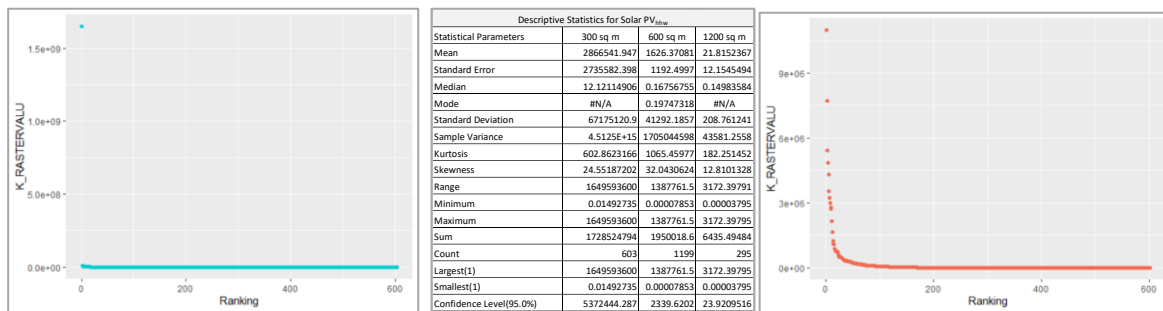 1.5e+09
1.0e+09
5.0e+08
0.0e+00
K_RASTERVALU
0 200 400 600
Ranking
Descriptive Statistics for Solar PVhhw
Statistical Parameters 300 sq m 600 sq m 1200 sq m
Mean 2866541.947 1626.37081 21.8152367
Standard Error 2735582.398 1192.4997 12.1545494
Median 12.12114906 0.16756755 0.14983584
Mode #N/A 0.19747318 #N/A
Standard Deviation 67175120.9 41292.1857 208.761241
Sample Variance 4.5125E+15 1705044598 43581.2558
Kurtosis 602.8623166 1065.45977 182.251452
Skewness 24.55187202 32.0430624 12.8101328
Range 1649593600 1387761.5 3172.39791
Minimum 0.01492735 0.00007853 0.00003795
Maximum 1649593600 1387761.5 3172.39795
Sum 1728524794 1950018.6 6435.49484
Count 603 1199 295
Largest(1) 1649593600 1387761.5 3172.39795
Smallest(1) 0.01492735 0.00007853 0.00003795
Confidence Level(95.0%) 5372444.287 2339.6202 23.9209516
9e+06
6e+06
3e+06
0e+00
K_RASTERVALU
0 200 400 600
Ranking